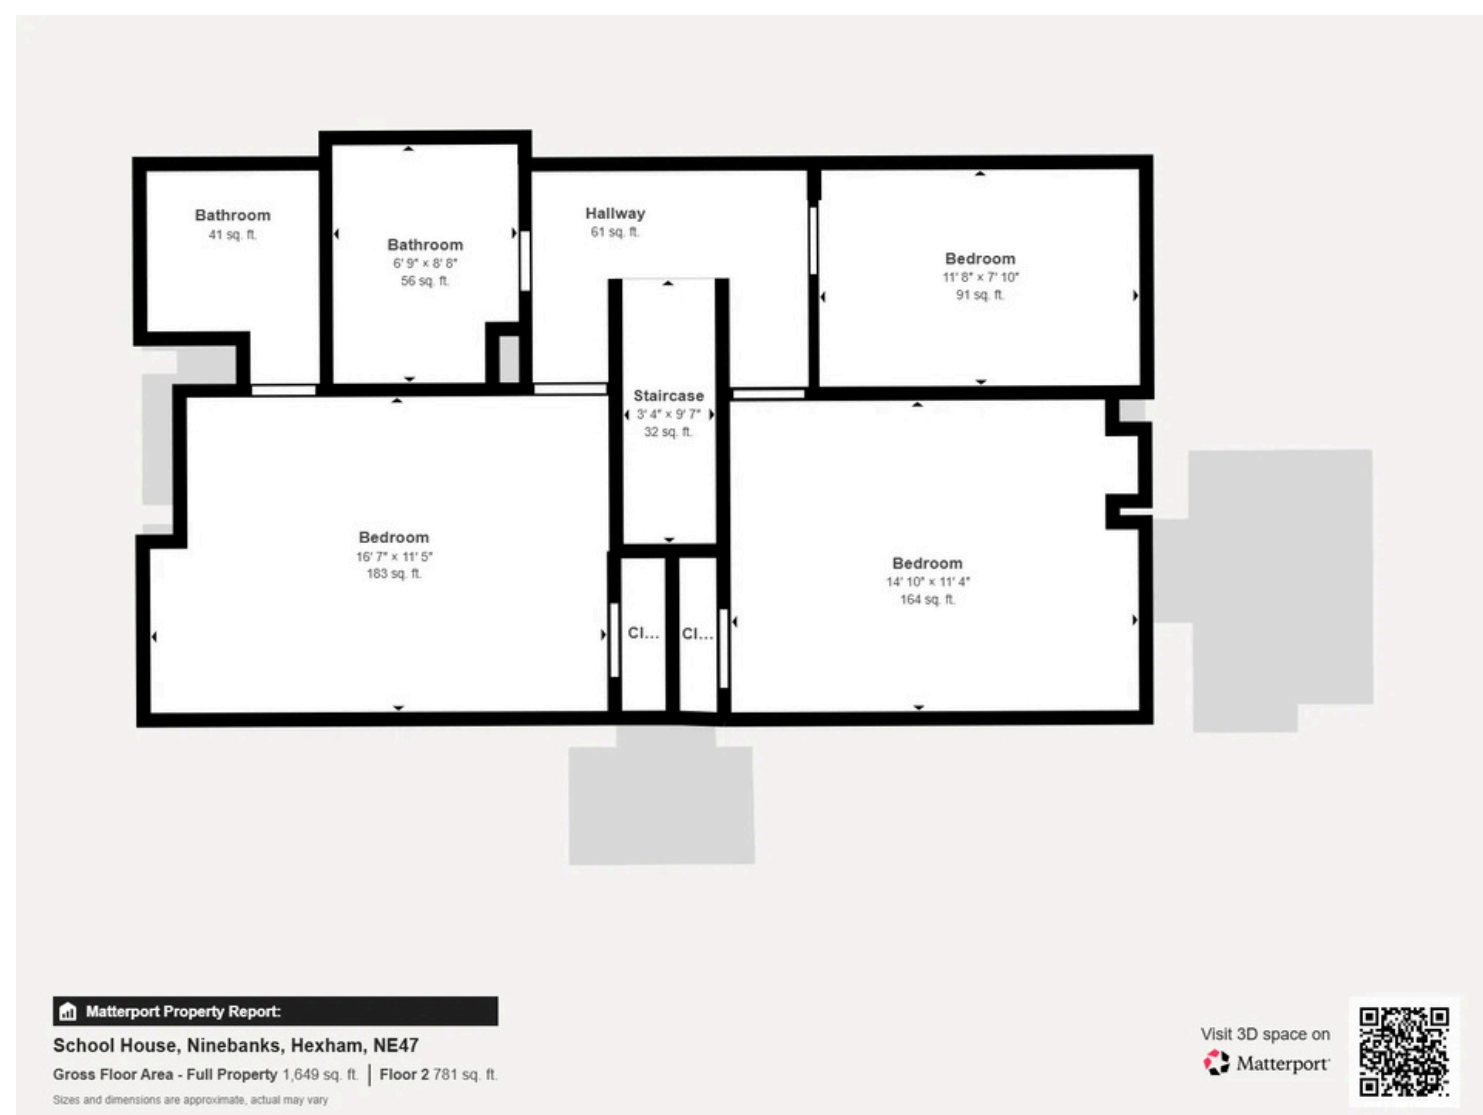 Bathroom
41 sq. ft.
Bathroom
6' 9" × 8' 8"
56 sq. ft.
Hallway
61 sq. ft.
Bedroom
11' 8" × 7' 10"
91 sq. ft.
Staircase
3' 4" × 9' 7"
32 sq. ft.
Bedroom
16' 7" × 11' 5"
183 sq. ft.
Bedroom
14' 10" × 11' 4"
164 sq. ft.
Cl...
Cl...
Matterport Property Report:
School House, Ninebanks, Hexham, NE47
Gross Floor Area - Full Property 1,649 sq. ft. | Floor 2 781 sq. ft.
Sizes and dimensions are approximate, actual may vary
Visit 3D space on
Matterport